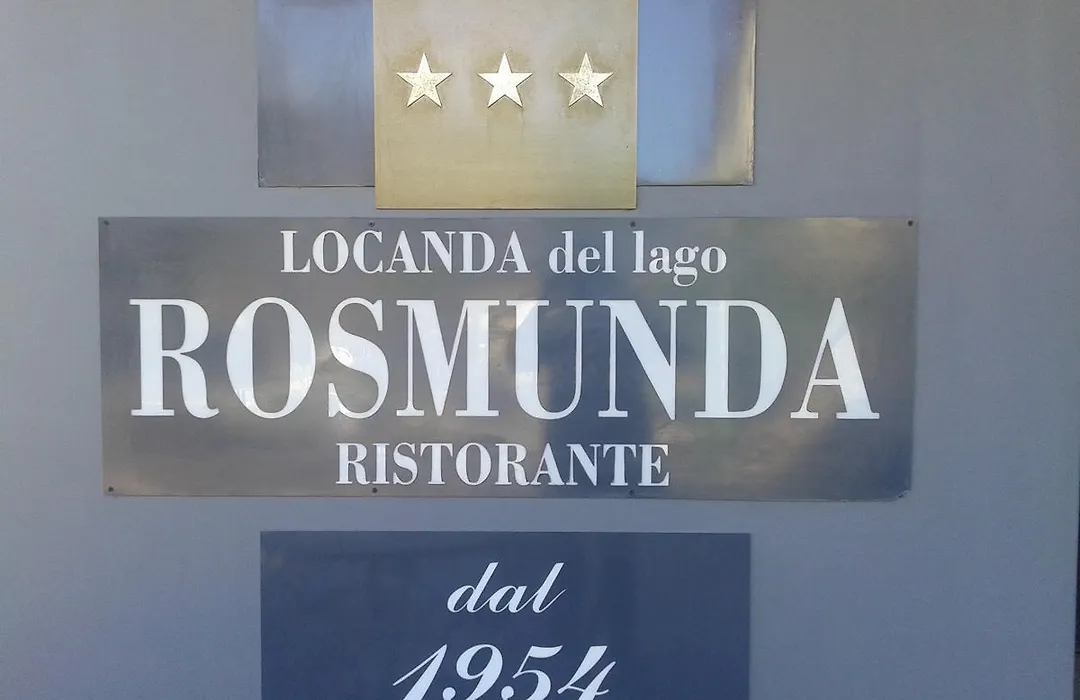 LOCANDA del lago
ROSMUNDA
RISTORANTE
dal
1954